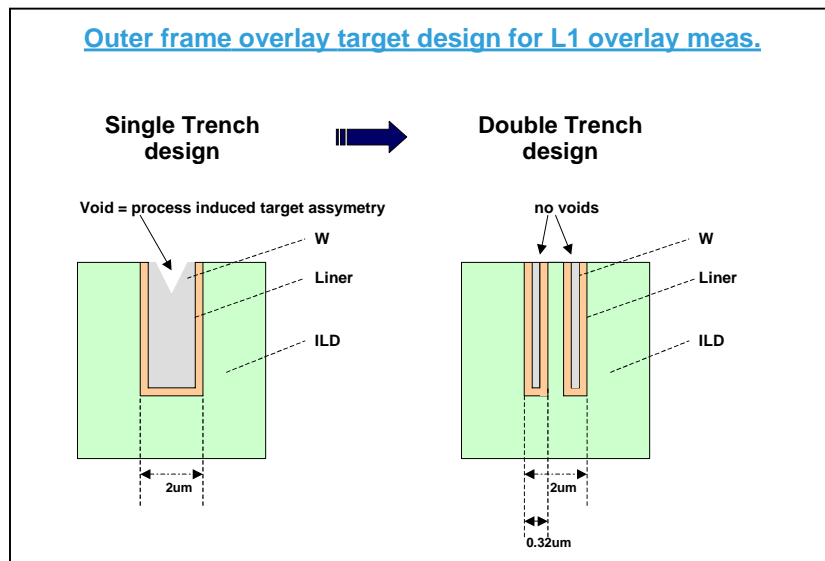 Outer frame overlay target design for L1 overlay meas.
Single Trench
design
Void = process induced target assymetry
W
Liner
ILD
2um
Double Trench
design
no voids
W
Liner
ILD
2um
0.32um